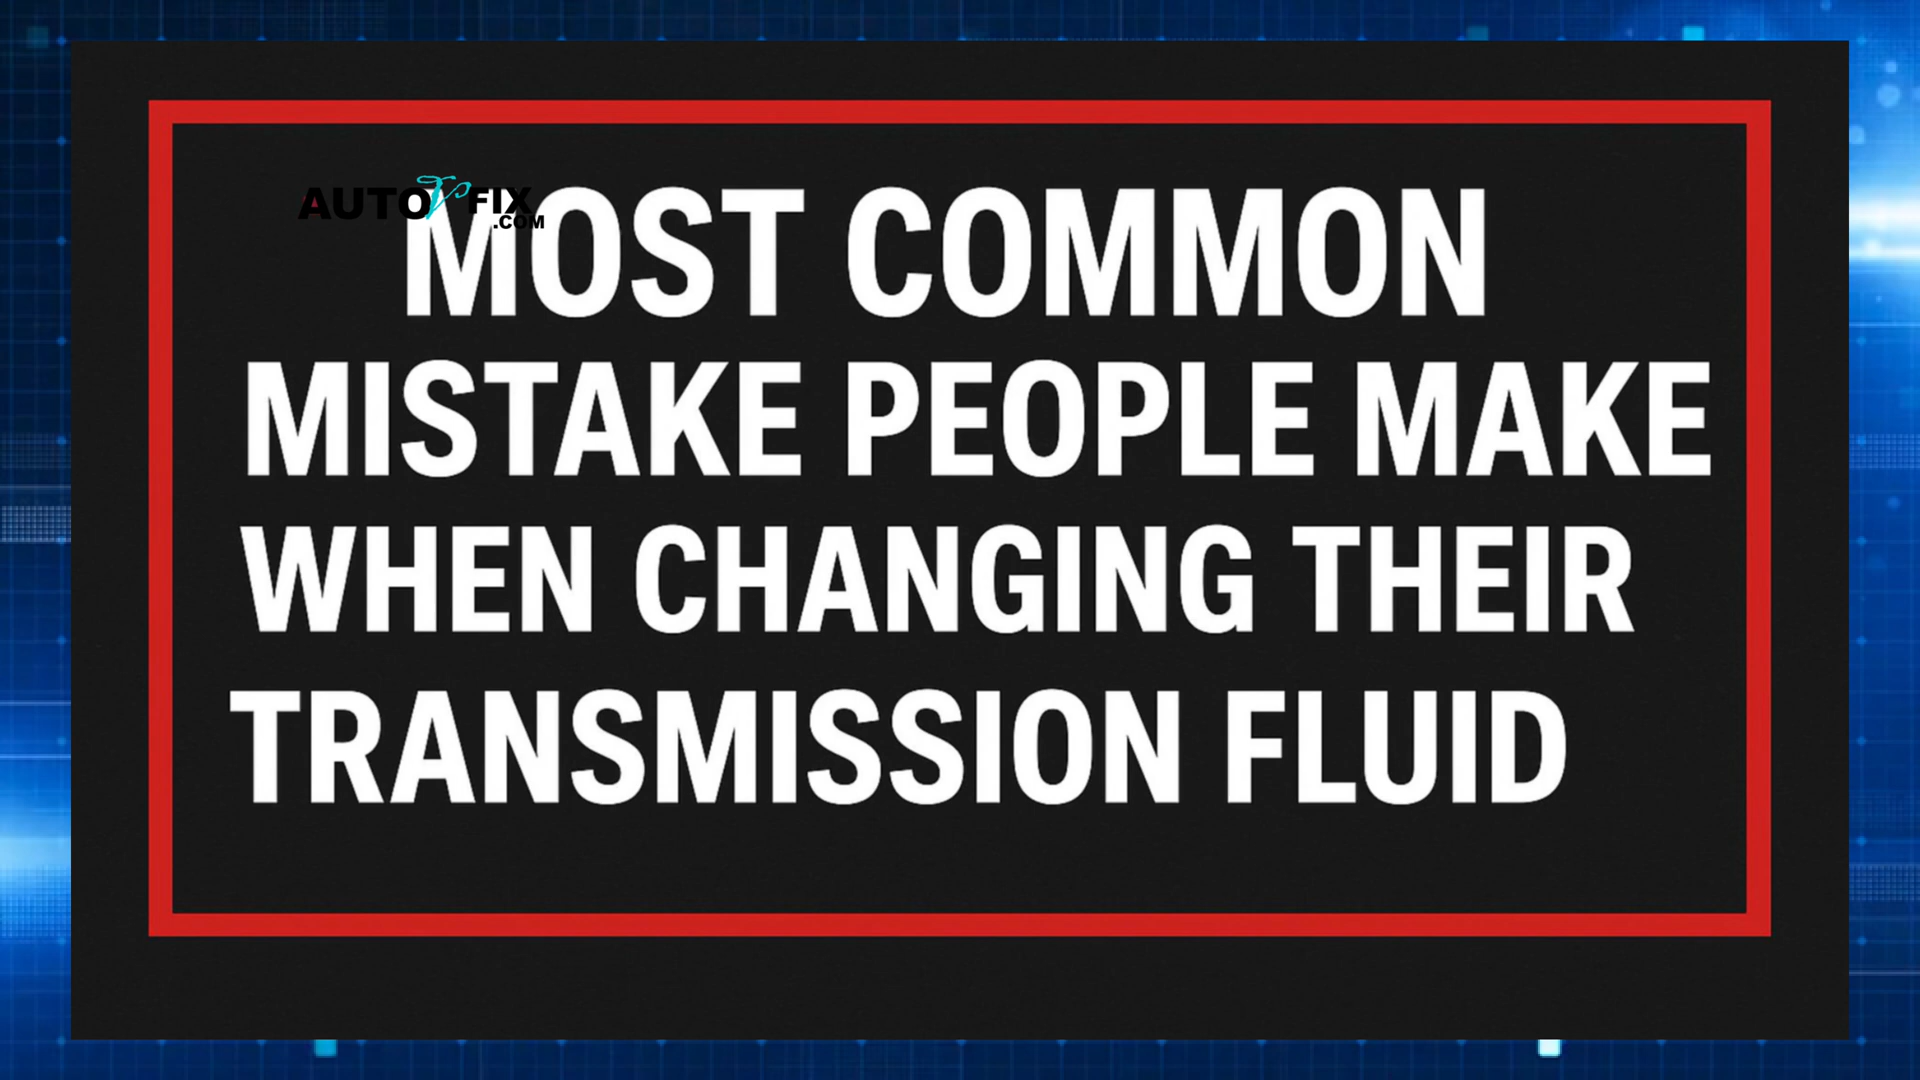 AUTO FIX
.COM
MOST COMMON
MISTAKE PEOPLE MAKE
WHEN CHANGING THEIR
TRANSMISSION FLUID